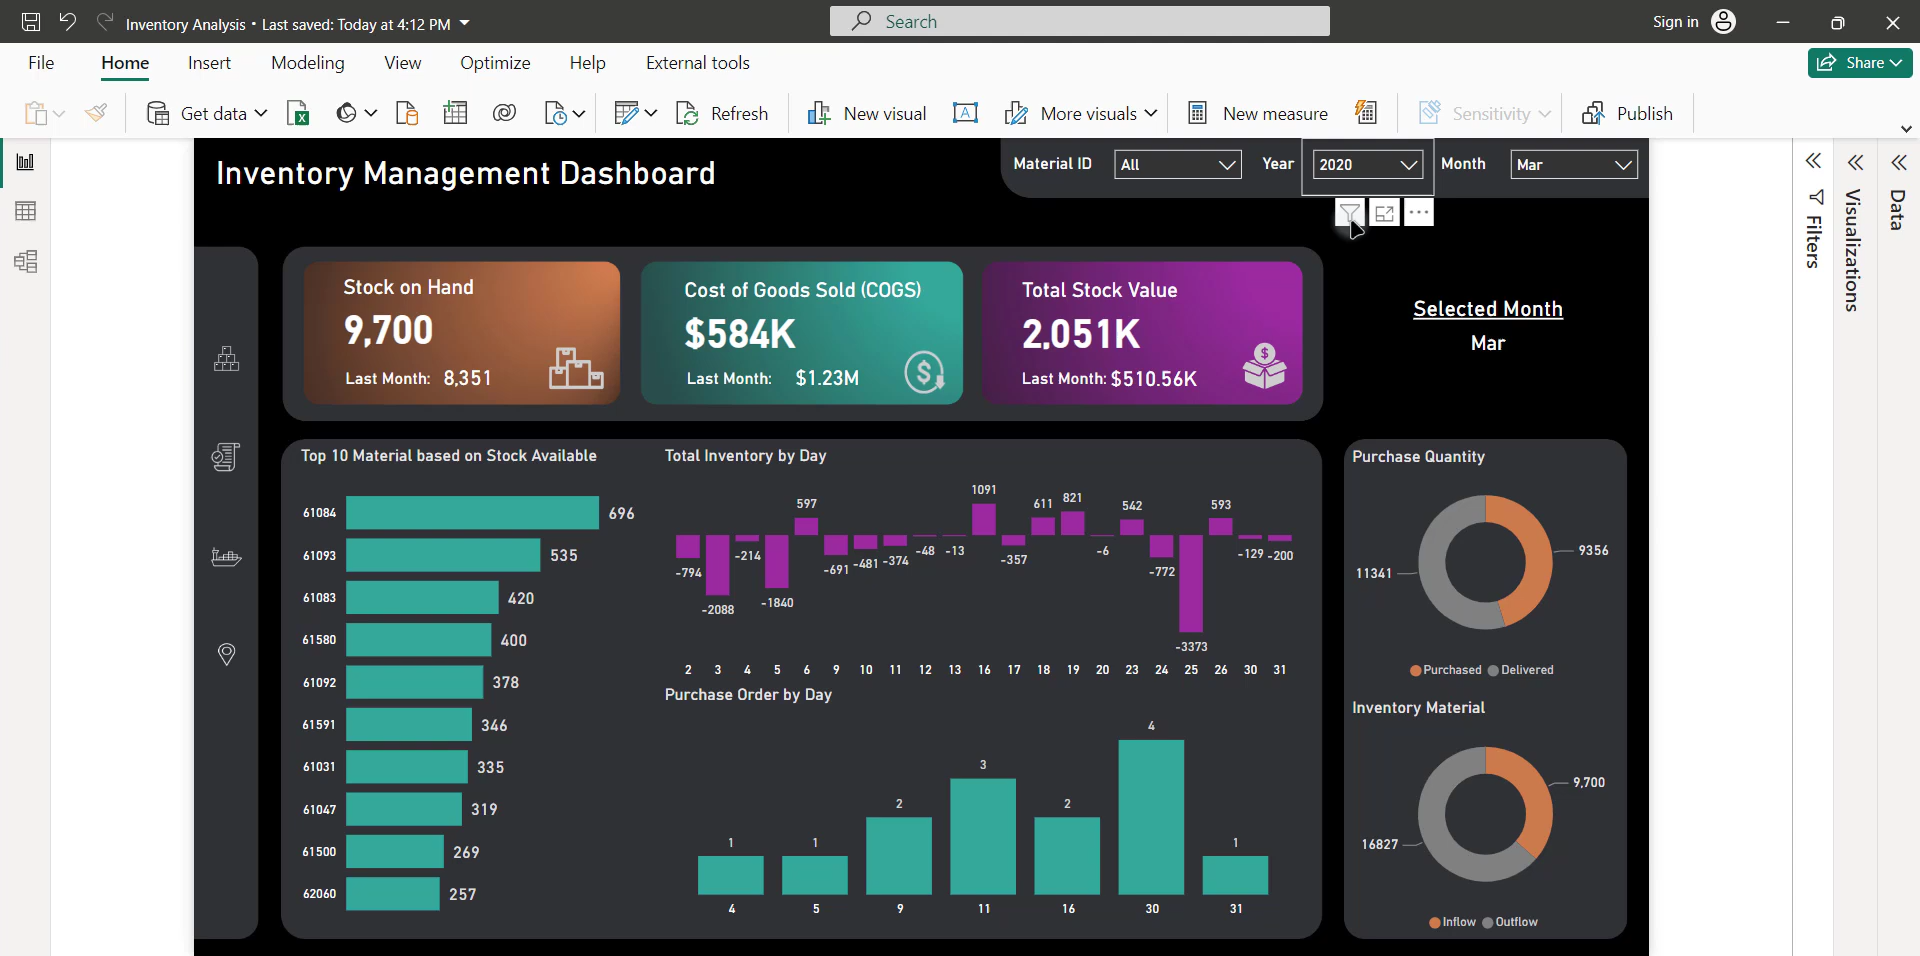 Inventory Analysis • Last saved: Today at 4:12 PM
Search
Sign in
File Home Insert Modeling View Optimize Help External tools
Share
Get data Refresh New visual More visuals New measure Sensitivity Publish
Inventory Management Dashboard
Material ID All Year 2020 Month Mar
Filters
Visualizations
Data
Stock on Hand
9,700
Last Month: 8,351
Cost of Goods Sold (COGS)
$584K
Last Month: $1.23M
Total Stock Value
2,051K
Last Month: $510.56K
Selected Month
Mar
Top 10 Material based on Stock Available
61084 696
61093 535
61083 420
61580 400
61092 378
61591 346
61031 335
61047 319
61500 269
62060 257
Total Inventory by Day
-794 -2088 -214 -1840 597 -691 -481 -374 -48 -13 1091 -357 611 821 -6 542 -772 -3373 593 -129 -200
2 3 4 5 6 9 10 11 12 13 16 17 18 19 20 23 24 25 26 30 31
Purchase Order by Day
1 1 2 3 2 4 1
4 5 9 11 16 30 31
Purchase Quantity
9356
11341
Purchased Delivered
Inventory Material
9,700
16827
Inflow Outflow